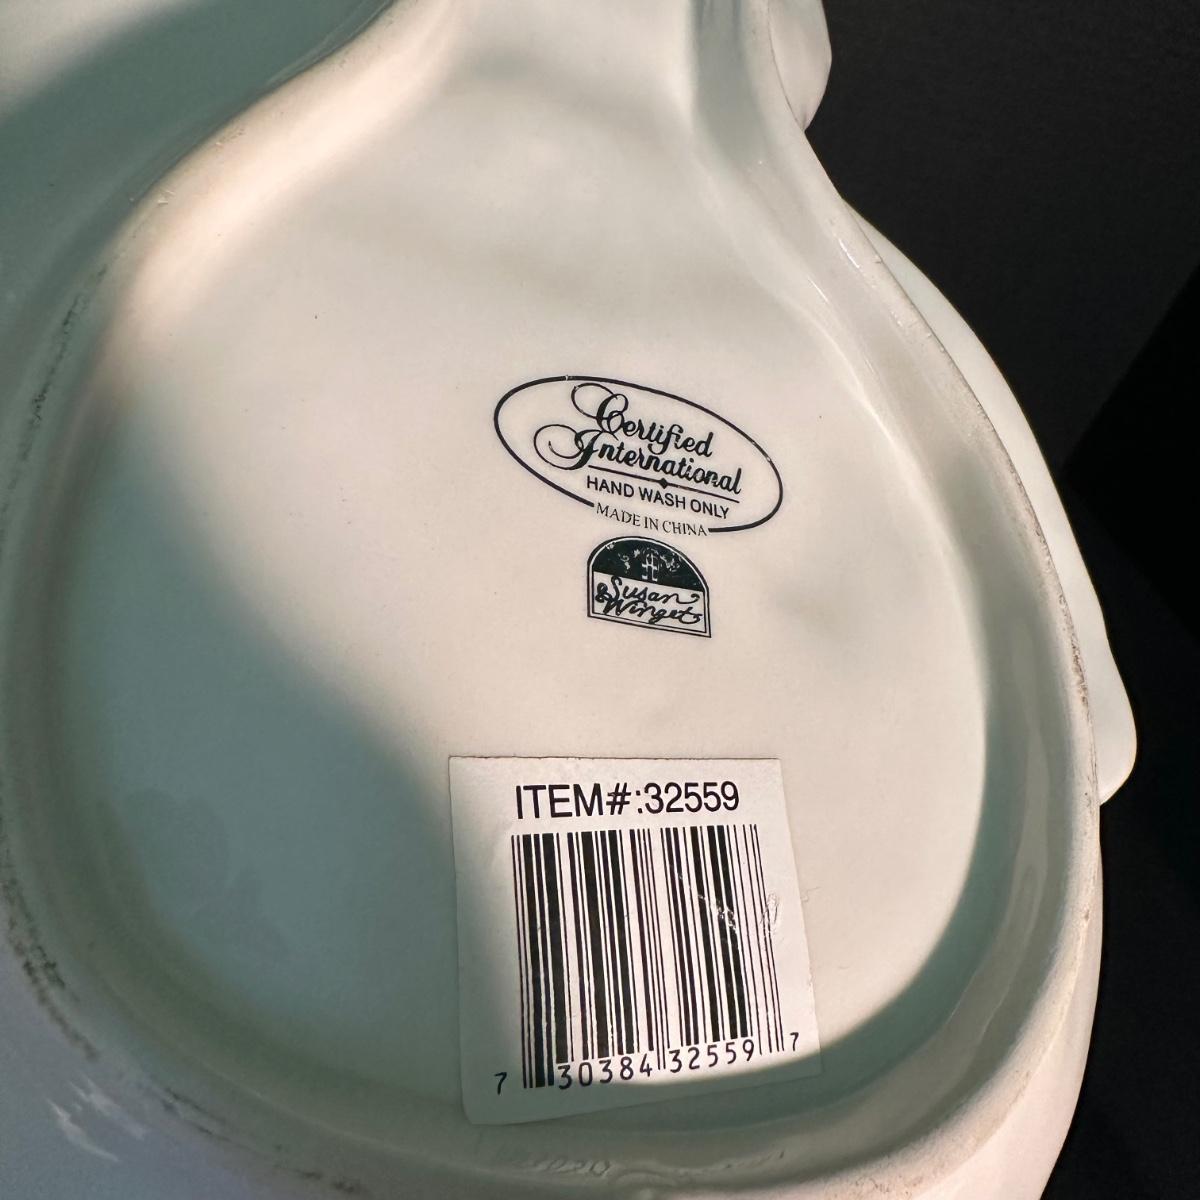 Certified
International
HAND WASH ONLY
MADE IN CHINA
Susan
Winget
ITEM#:32559
7 30384 32559 7